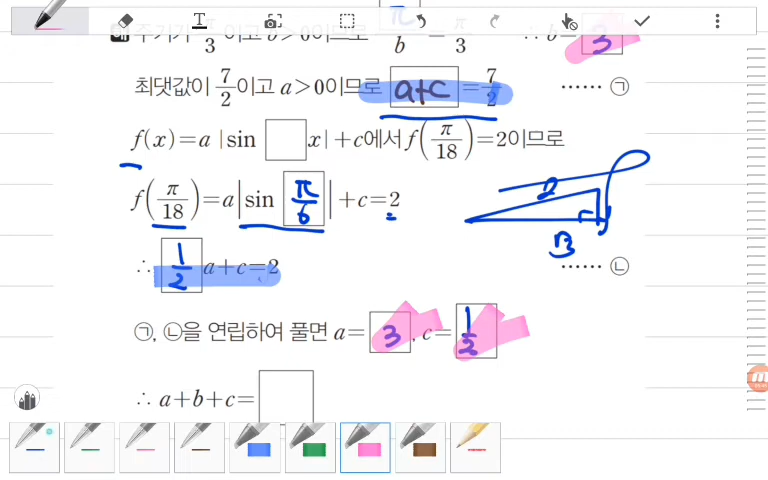 주기가 π/3 이고 b>0이므로 π/b = π/3 ∴ b= 3
최댓값이 7/2이고 a>0이므로 a+c = 7/2 ······ ㉠
f(x)=a |sin □ x| +c에서 f(π/18)=2이므로
f(π/18)=a|sin π/6| +c=2
2
B
∴ 1/2 a+c=2 ······ ㉡
㉠, ㉡을 연립하여 풀면 a= 3 , c= 1/2
∴ a+b+c= □